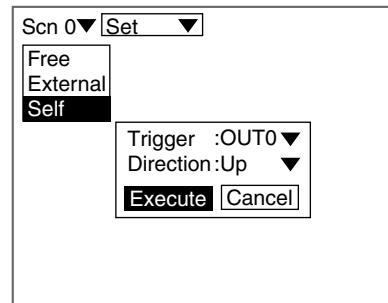 Scn 0▼ Set ▼
Free
External
Self
Trigger :OUT0▼
Direction:Up ▼
Execute Cancel